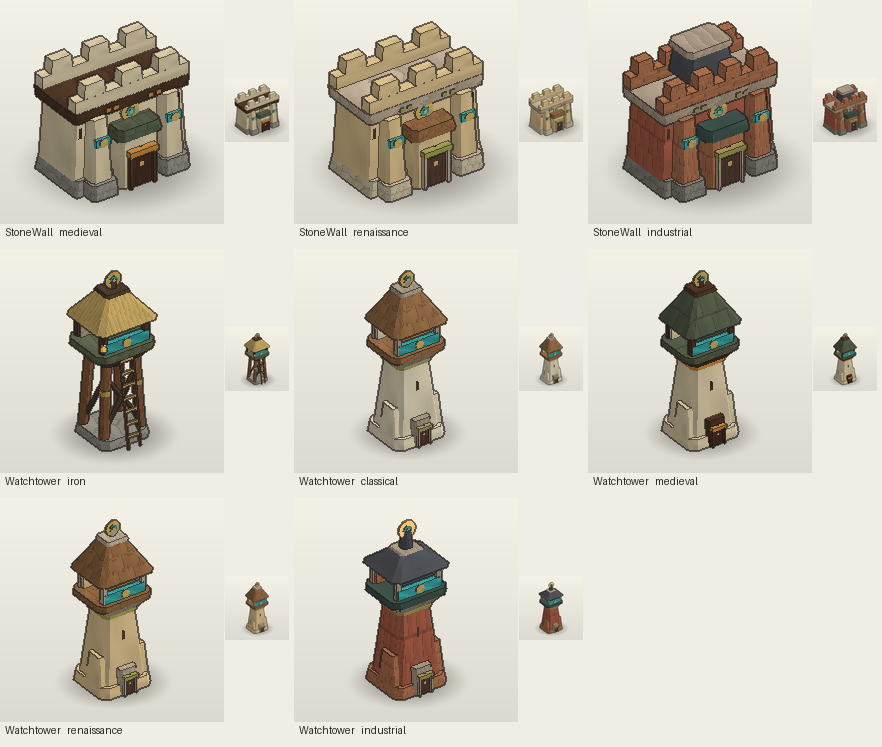 StoneWall medieval
StoneWall renaissance
StoneWall industrial
Watchtower iron
Watchtower classical
Watchtower medieval
Watchtower renaissance
Watchtower industrial